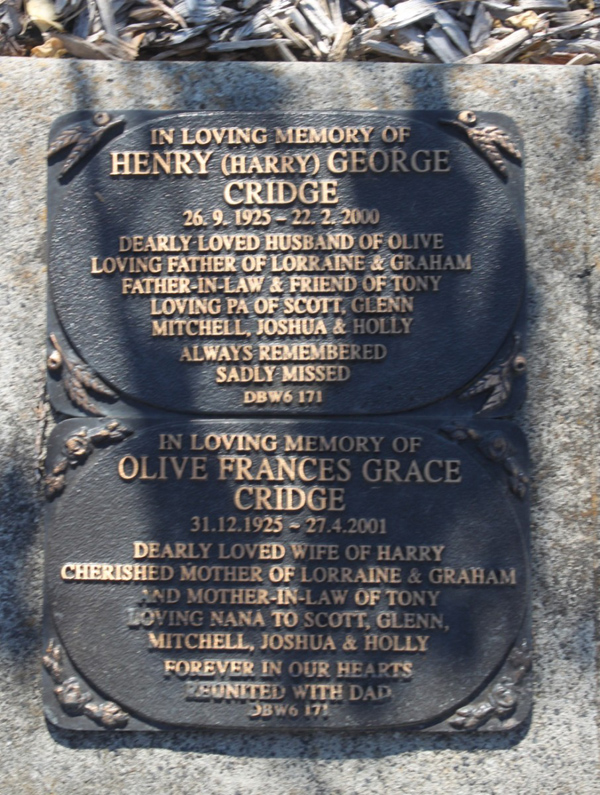 IN LOVING MEMORY OF
HENRY (HARRY) GEORGE
CRIDGE
26. 9. 1925 ~ 22. 2. 2000
DEARLY LOVED HUSBAND OF OLIVE
LOVING FATHER OF LORRAINE & GRAHAM
FATHER-IN-LAW & FRIEND OF TONY
LOVING PA OF SCOTT, GLENN
MITCHELL, JOSHUA & HOLLY
ALWAYS REMEMBERED
SADLY MISSED
DBW6 171
IN LOVING MEMORY OF
OLIVE FRANCES GRACE
CRIDGE
31.12.1925 ~ 27.4.2001
DEARLY LOVED WIFE OF HARRY
CHERISHED MOTHER OF LORRAINE & GRAHAM
AND MOTHER-IN-LAW OF TONY
LOVING NANA TO SCOTT, GLENN,
MITCHELL, JOSHUA & HOLLY
FOREVER IN OUR HEARTS
REUNITED WITH DAD
DBW6 171